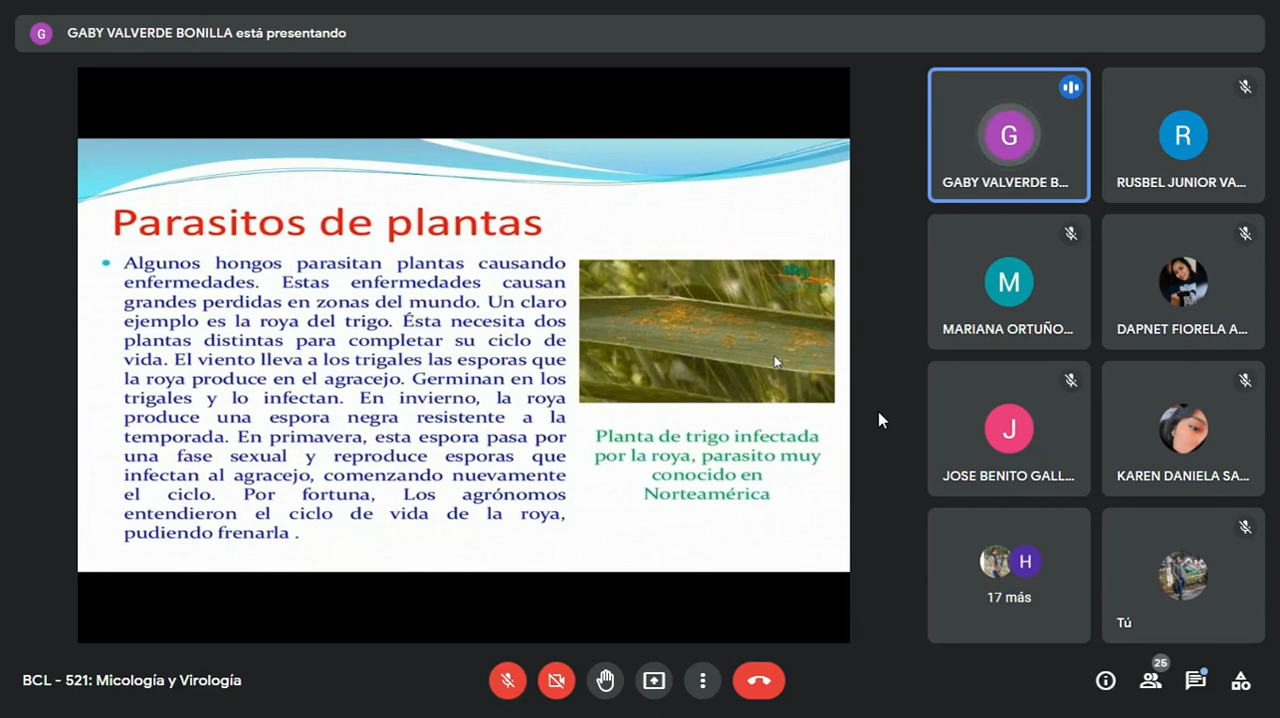 G
GABY VALVERDE BONILLA está presentando
Parasitos de plantas
Algunos hongos parasitan plantas causando
enfermedades. Estas enfermedades causan
grandes perdidas en zonas del mundo. Un claro
ejemplo es la roya del trigo. Ésta necesita dos
plantas distintas para completar su ciclo de
vida. El viento lleva a los trigales las esporas que
la roya produce en el agracejo. Germinan en los
trigales y lo infectan. En invierno, la roya
produce una espora negra resistente a la
temporada. En primavera, esta espora pasa por
una fase sexual y reproduce esporas que
infectan al agracejo, comenzando nuevamente
el ciclo. Por fortuna, Los agrónomos
entendieron el ciclo de vida de la roya,
pudiendo frenarla .
Planta de trigo infectada
por la roya, parasito muy
conocido en
Norteamérica
G
GABY VALVERDE B...
R
RUSBEL JUNIOR VA...
M
MARIANA ORTUÑO...
DAPNET FIORELA A...
J
JOSE BENITO GALL...
KAREN DANIELA SA...
H
17 más
Tú
BCL - 521: Micología y Virología
25